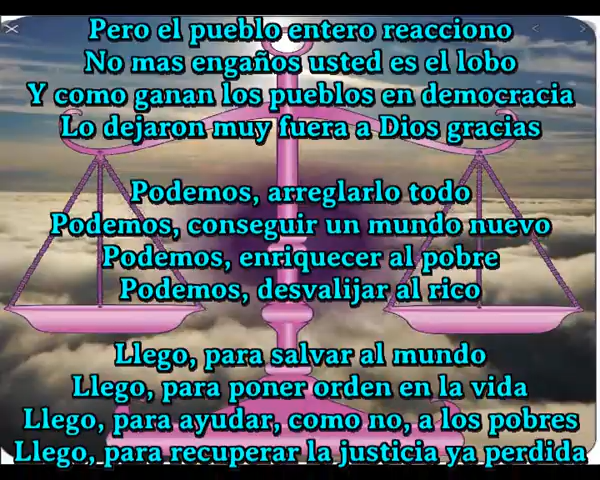 Pero el pueblo entero reacciono
No mas engaños usted es el lobo
Y como ganan los pueblos en democracia
Lo dejaron muy fuera a Dios gracias
Podemos, arreglarlo todo
Podemos, conseguir un mundo nuevo
Podemos, enriquecer al pobre
Podemos, desvalijar al rico
Llego, para salvar al mundo
Llego, para poner orden en la vida
Llego, para ayudar, como no, a los pobres
Llego, para recuperar la justicia ya perdida